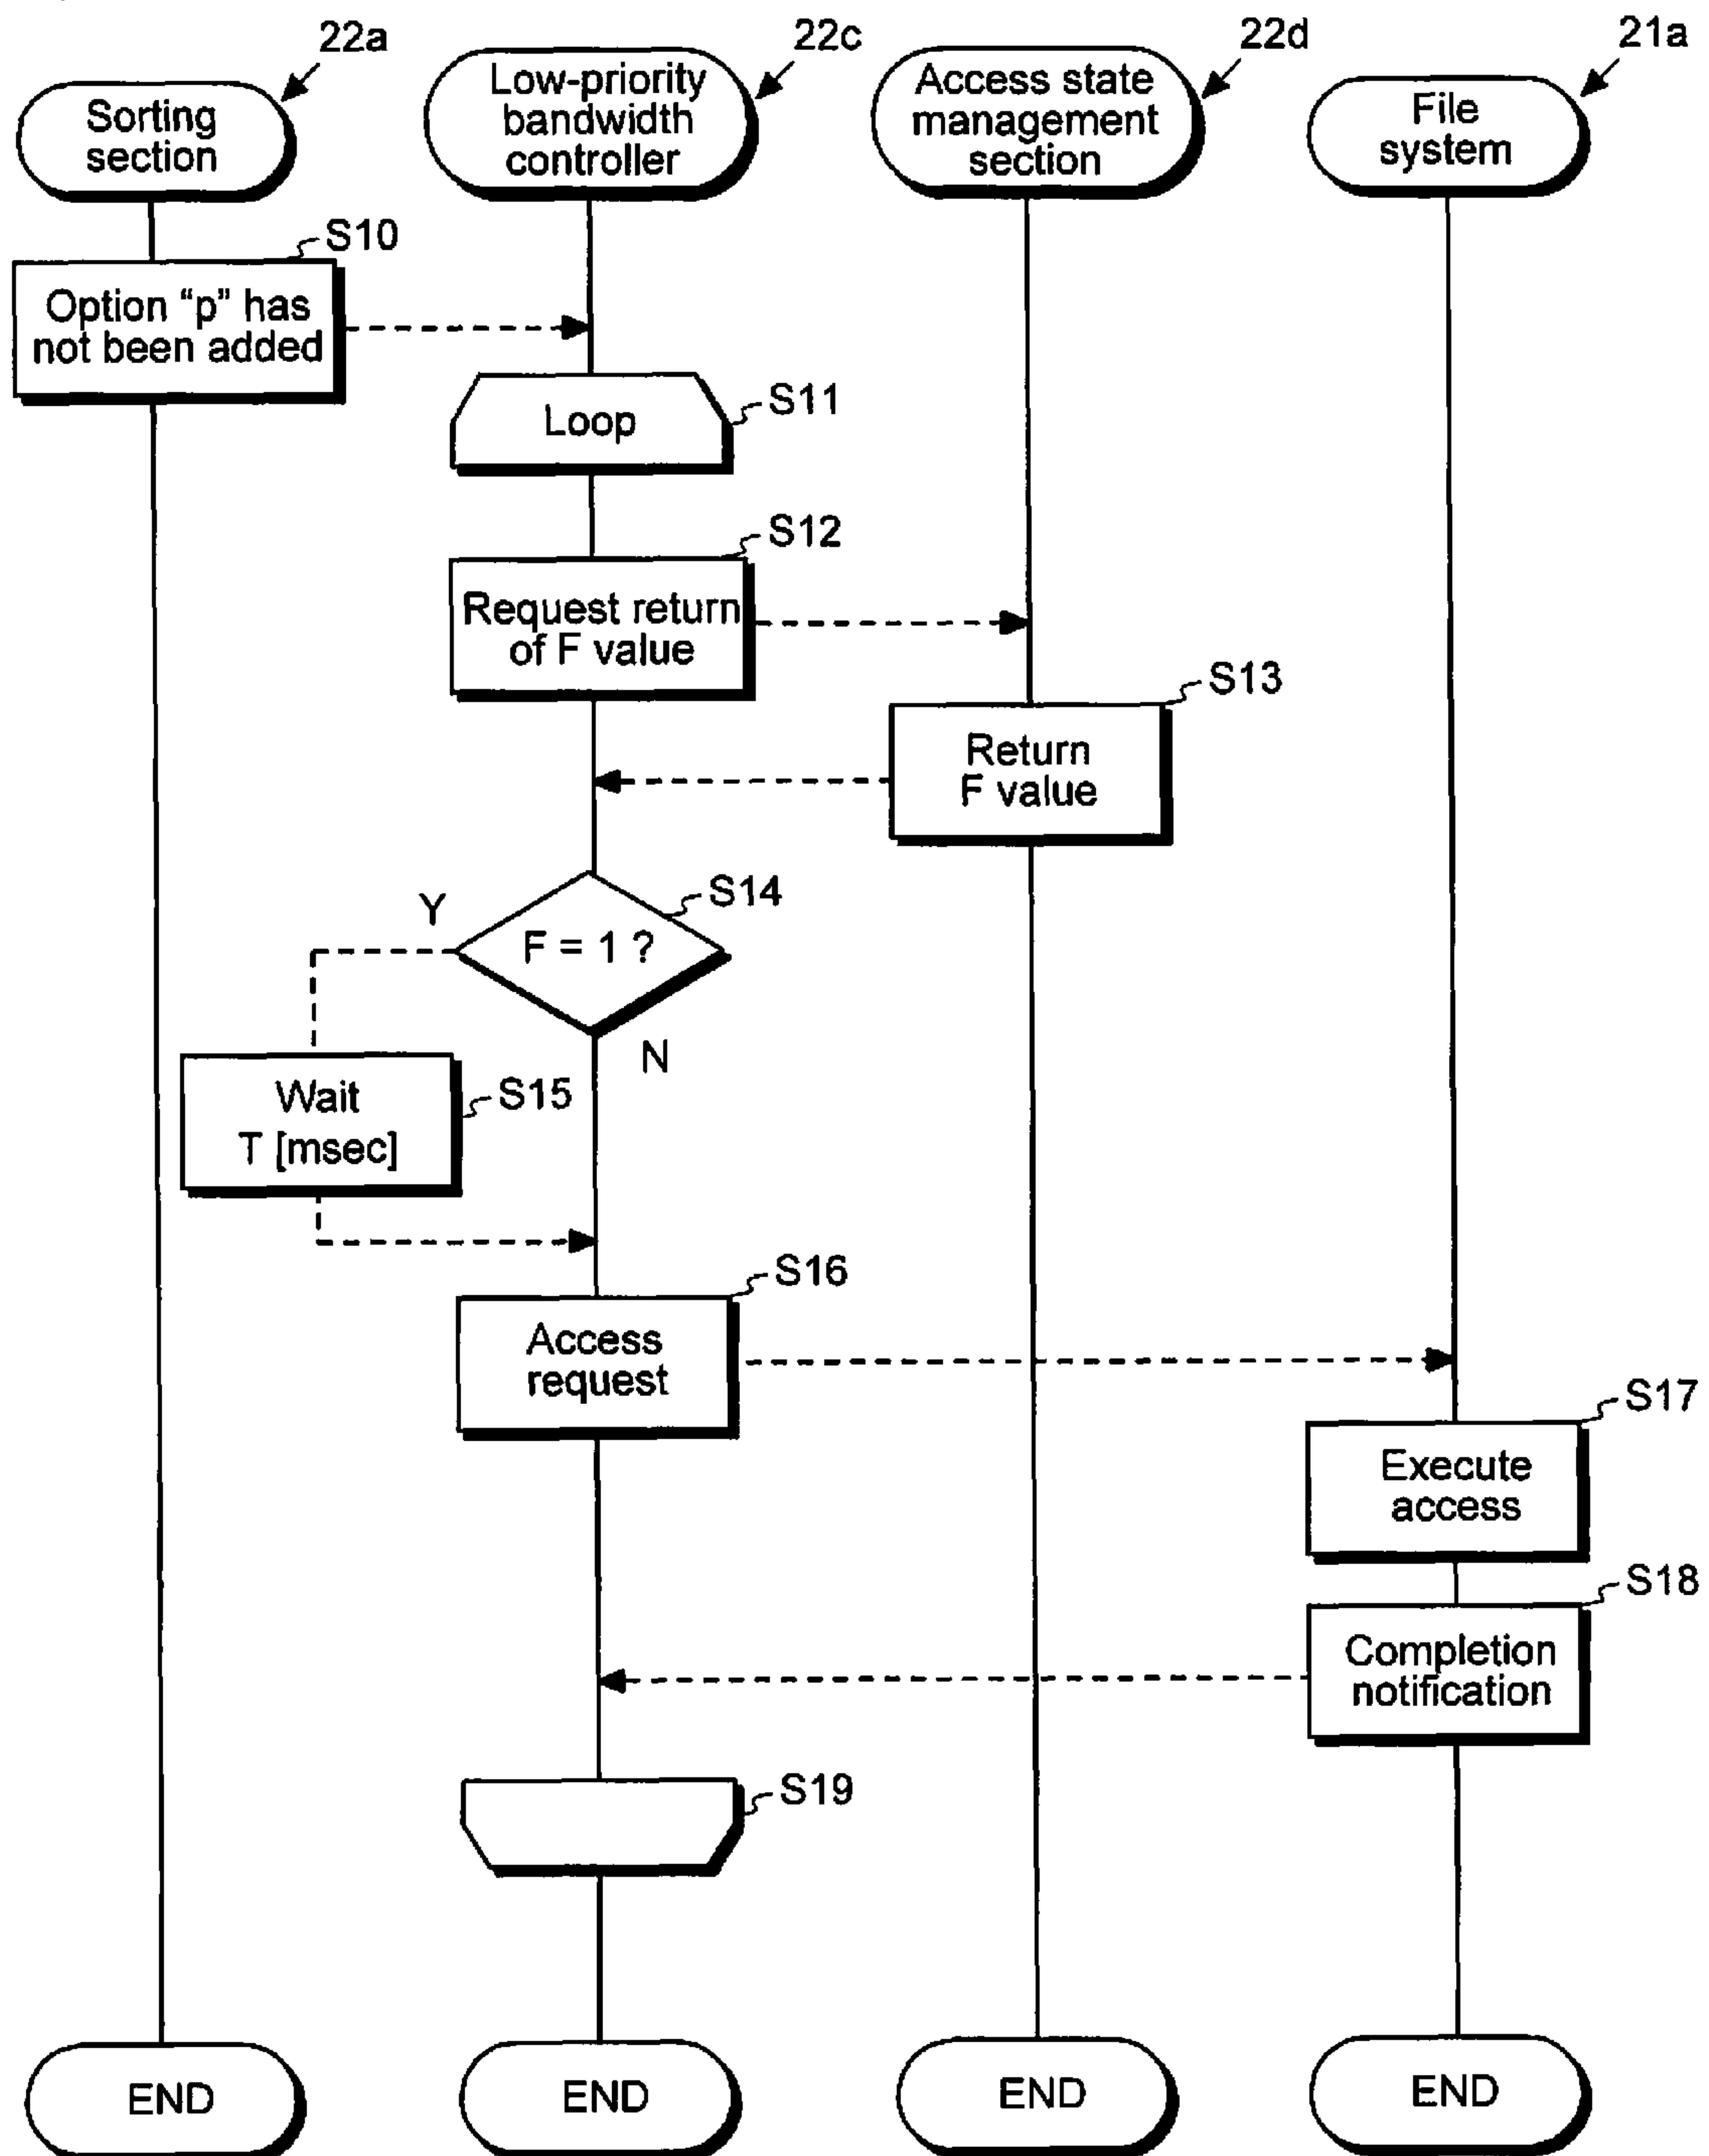 22a
22c
22d
21a
Sorting
section
Low-priority
bandwidth
controller
Access state
management
section
File
system
S10
Option “p” has
not been added
S11
Loop
S12
Request return
of F value
S13
Return
F value
S14
Y
F = 1 ?
N
S15
Wait
T [msec]
S16
Access
request
S17
Execute
access
S18
Completion
notification
S19
END
END
END
END